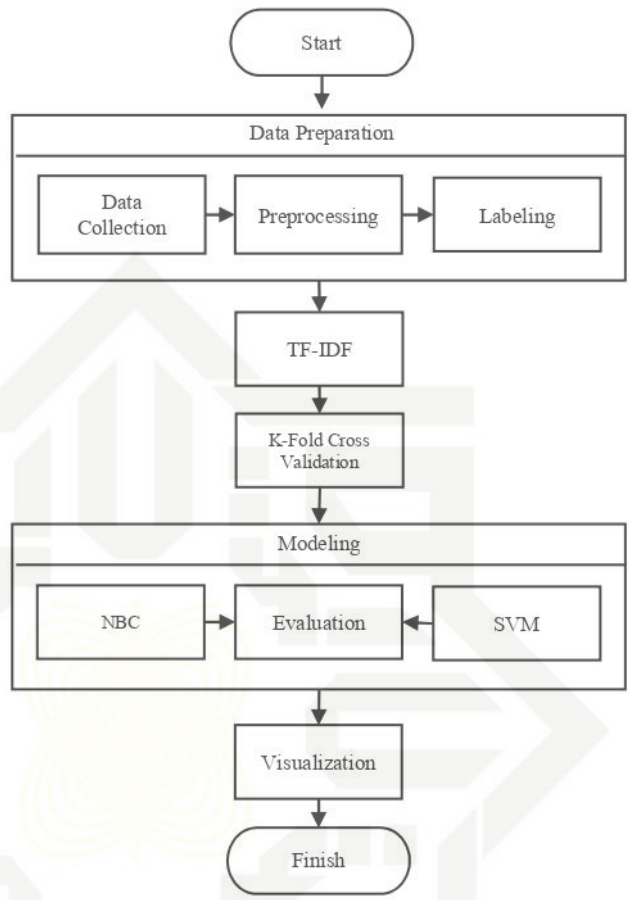 Start
Data Preparation
Data
Collection
Preprocessing
Labeling
TF-IDF
K-Fold Cross
Validation
Modeling
NBC
Evaluation
SVM
Visualization
Finish